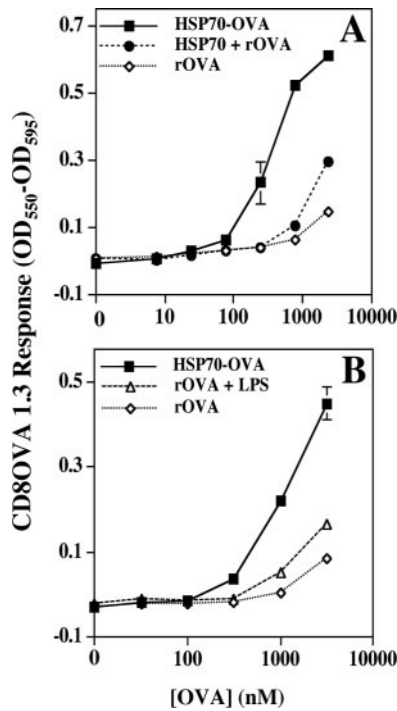 A
HSP70-OVA
HSP70 + rOVA
rOVA
0.7
0.5
0.3
0.1
-0.1
0 10 100 1000 10000
B
HSP70-OVA
rOVA + LPS
rOVA
0.5
0.3
0.1
-0.1
0 100 1000 10000
[OVA] (nM)
CD8OVA 1.3 Response (OD550-OD595)